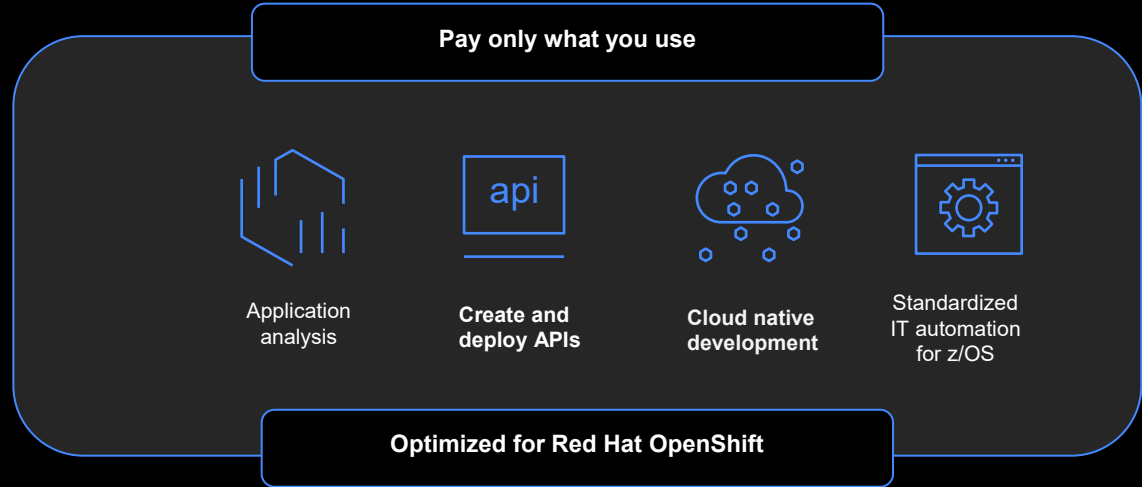 Pay only what you use
api
Application
analysis
Create and
deploy APIs
Cloud native
development
Standardized
IT automation
for z/OS
Optimized for Red Hat OpenShift